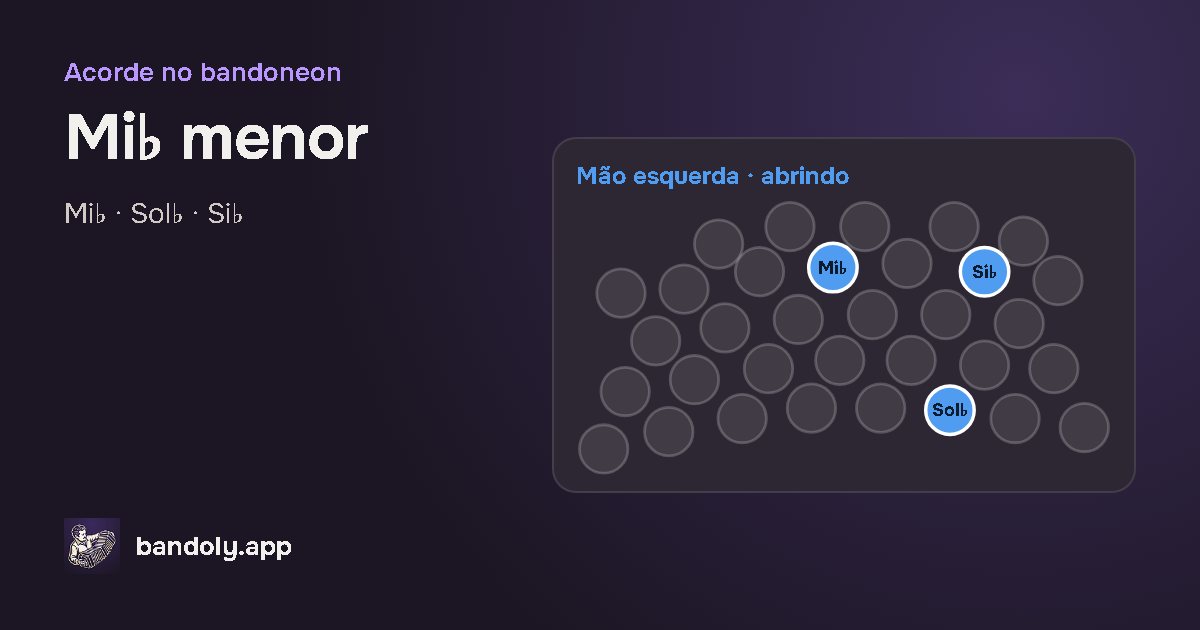 Acorde no bandoneon
Mi♭ menor
Mi♭ · Sol♭ · Si♭
Mão esquerda · abrindo
Mi♭
Si♭
Sol♭
bandoly.app